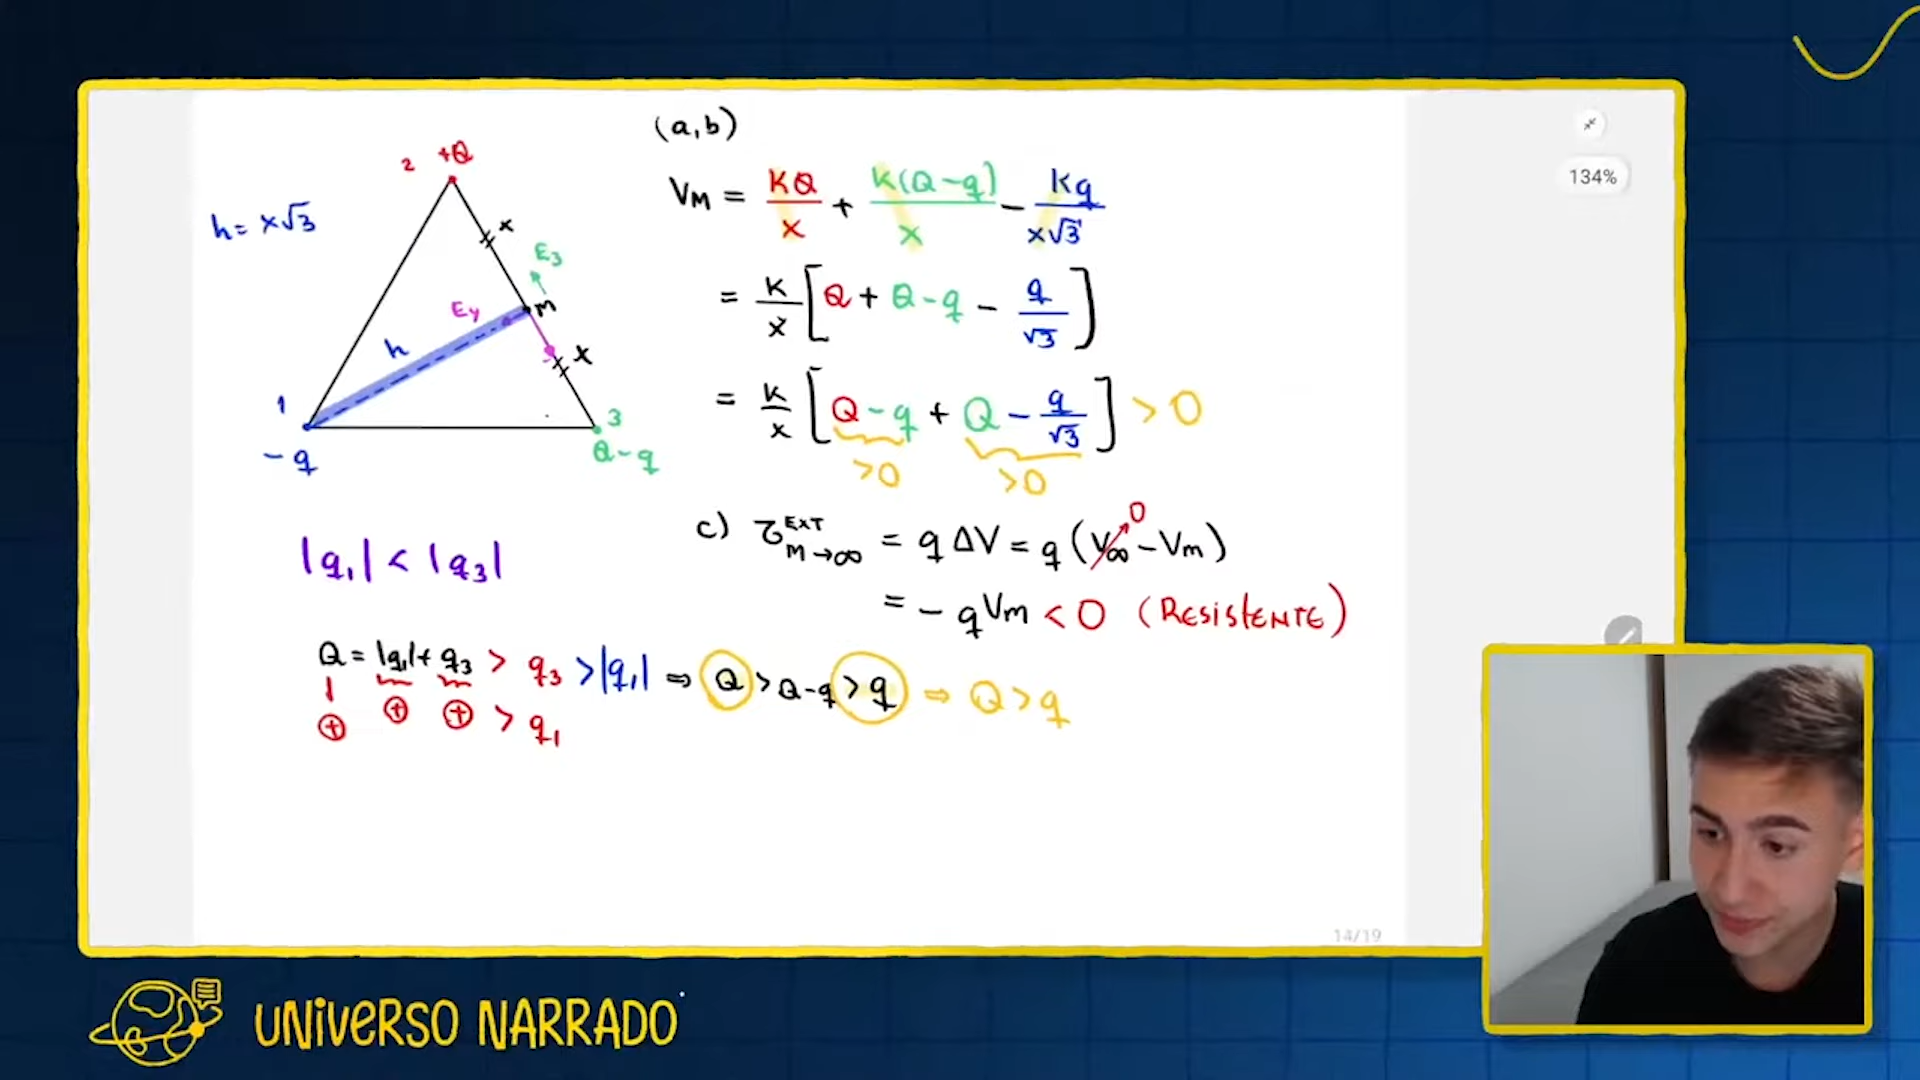 (a,b)
2 +Q
h = x√3
x
E3
M
E4
h
x
1
3
-q
Q-q
VM = KQ/x + K(Q-q)/x - Kq/x√3
= K/x [Q + Q-q - q/√3]
= K/x [Q-q + Q - q/√3] > 0
>0 >0
c) τ EXT M→∞ = q ΔV = q (V∞ - VM)
0
= - q VM < 0 (RESISTENTE)
|q1| < |q3|
Q = |q1| + q3 > q3 > |q1| ⇒ Q > Q-q > q ⇒ Q > q
+ + + > q1
134%
14/19
UNIVERSO NARRADO